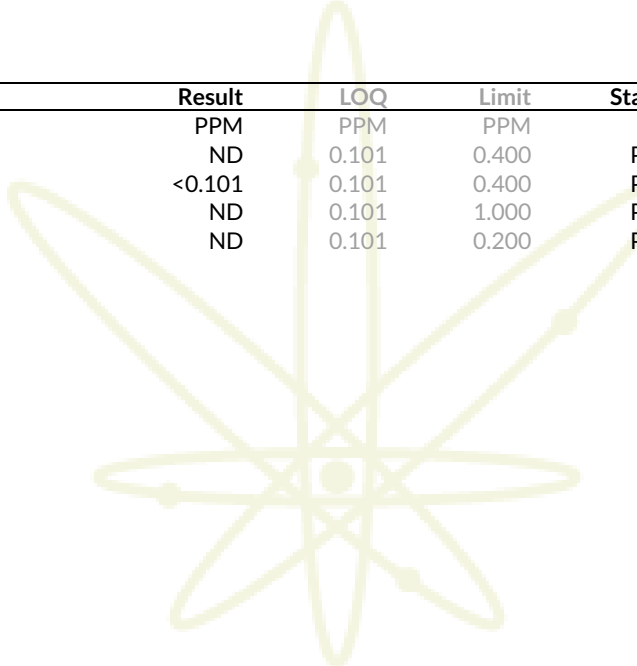 Result LOQ Limit
PPM PPM PPM
ND 0.101 0.400
<0.101 0.101 0.400
ND 0.101 1.000
ND 0.101 0.200